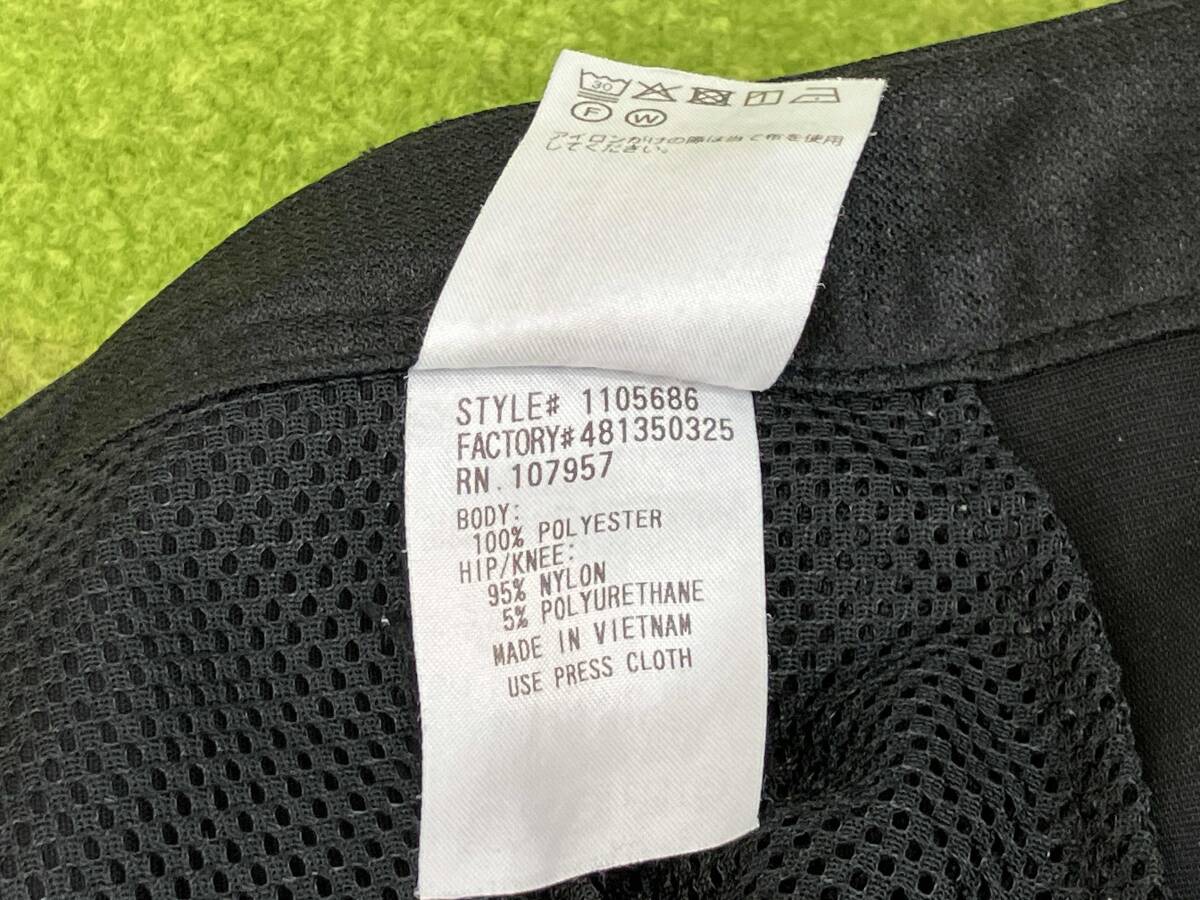 30
F W
アイロンがけの際は当て布を使用
してください。
STYLE# 1105686
FACTORY#481350325
RN.107957
BODY:
100% POLYESTER
HIP/KNEE:
95% NYLON
5% POLYURETHANE
MADE IN VIETNAM
USE PRESS CLOTH